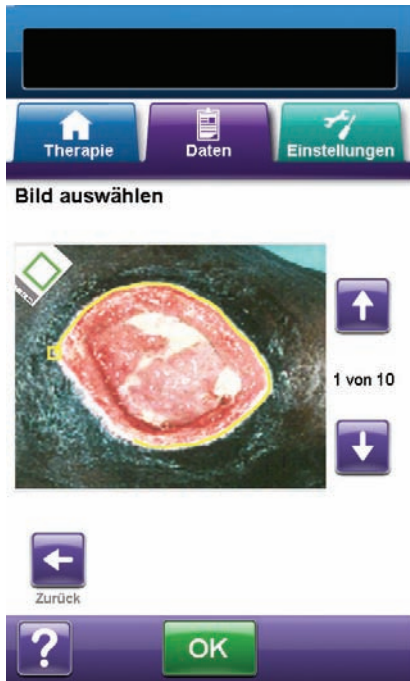 Therapie
Daten
Einstellungen
Bild auswählen
1 von 10
Zurück
?
OK